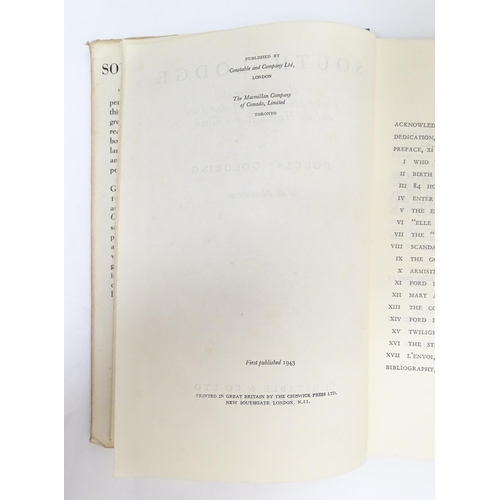 SO
PUBLISHED BY
Constable and Company Ltd,
LONDON
The Macmillan Company
of Canada, Limited
TORONTO
First published 1943
PRINTED IN GREAT BRITAIN BY THE CHISWICK PRESS LTD.
NEW SOUTHGATE LONDON, N.11.
ACKNOWLED
DEDICATION,
PREFACE, xi
I WHO
II BIRTH
III 84 HO
IV ENTER
V THE E
VI "ELLE
VII THE "
VIII SCANDA
IX THE G
X ARMIST
XI FORD I
XII MARY A
XIII THE CO
XIV FORD I
XV TWILIG
XVI THE ST
XVII L'ENVOI,
BIBLIOGRAPHY,